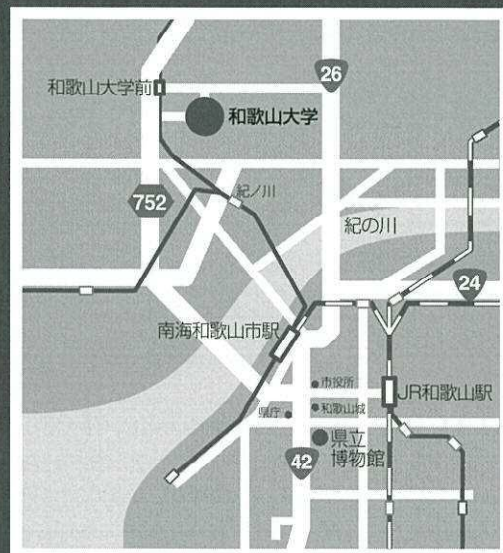 26
和歌山大学前
和歌山大学
752
紀ノ川
紀の川
24
南海和歌山市駅
市役所
JR和歌山駅
県庁
和歌山城
県立
博物館
42